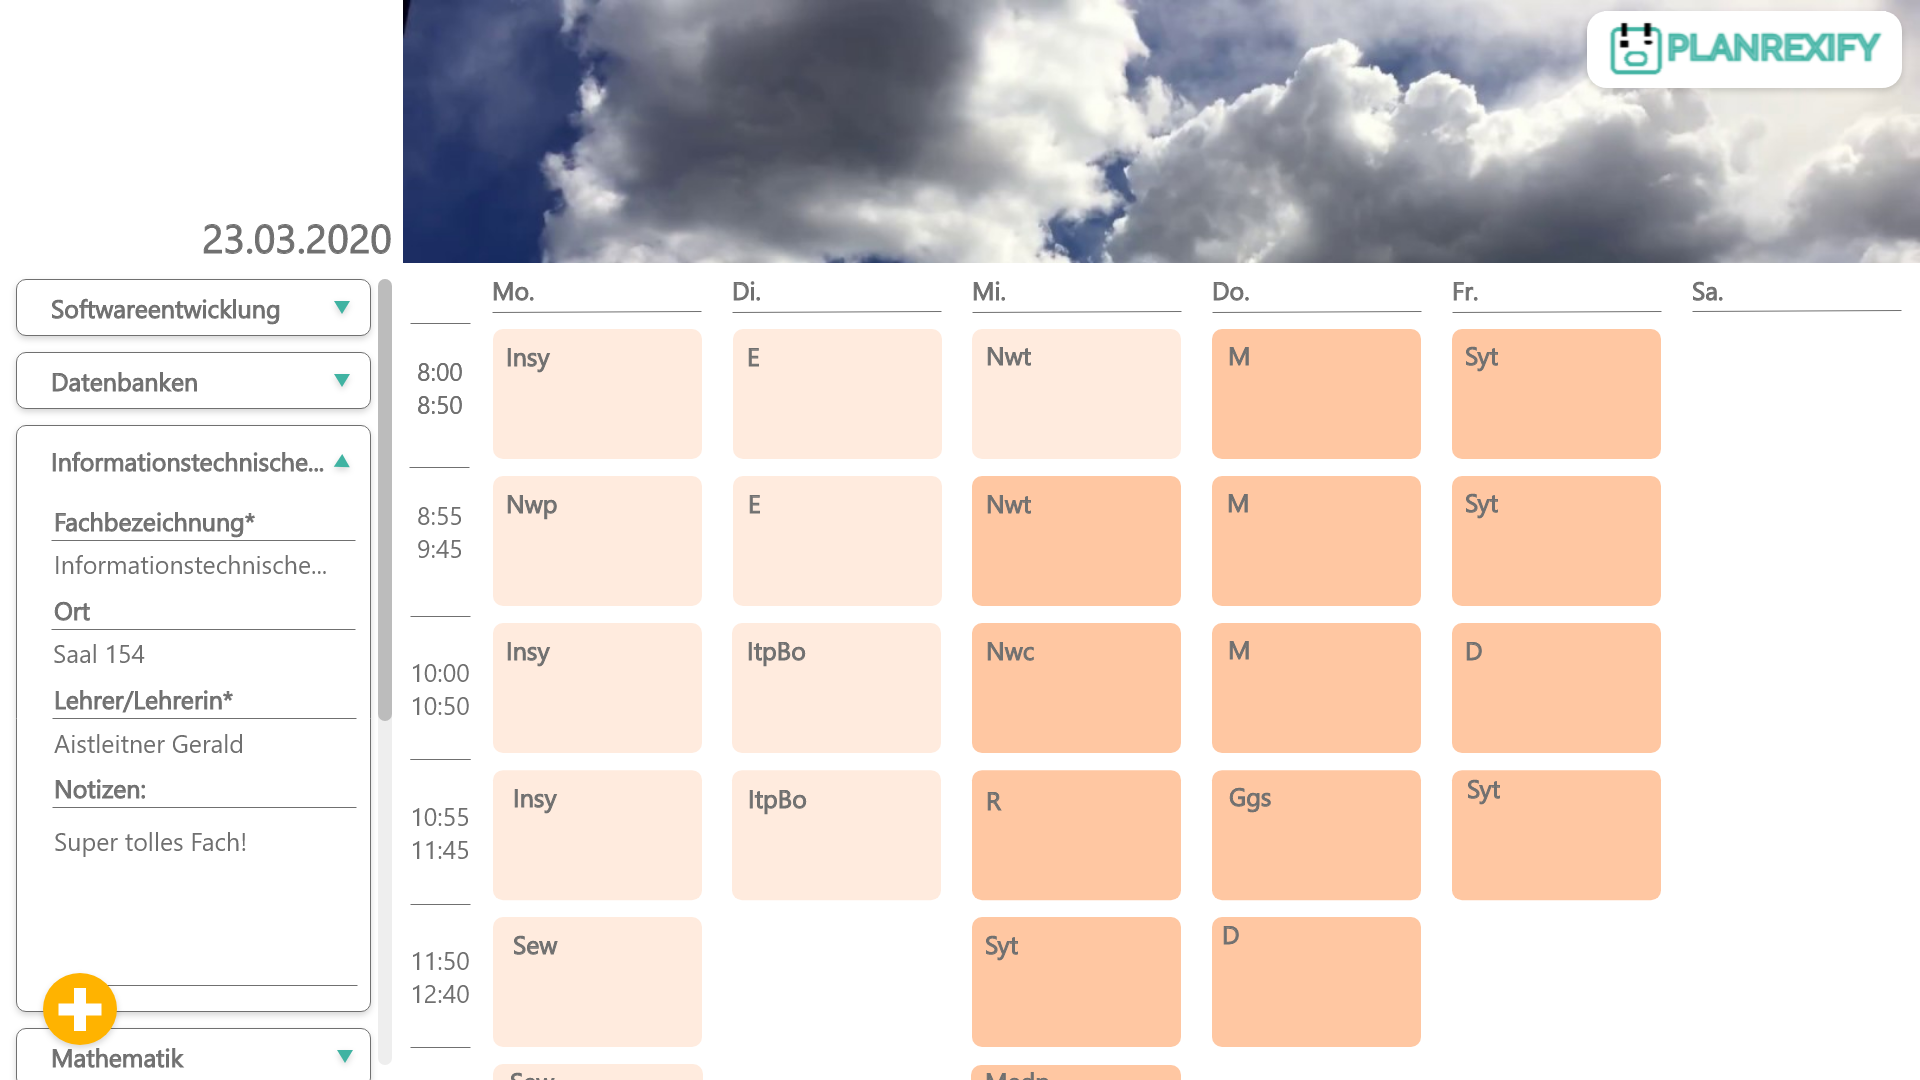 PLANREXIFY
23.03.2020
Softwareentwicklung
Datenbanken
Informationstechnische...
Fachbezeichnung*
Informationstechnische...
Ort
Saal 154
Lehrer/Lehrerin*
Aistleitner Gerald
Notizen:
Super tolles Fach!
Mathematik
Mo. Di. Mi. Do. Fr. Sa.
8:00
8:50
Insy E Nwt M Syt
8:55
9:45
Nwp E Nwt M Syt
10:00
10:50
Insy ItpBo Nwc M D
10:55
11:45
Insy ItpBo R Ggs Syt
11:50
12:40
Sew Syt D
Sew